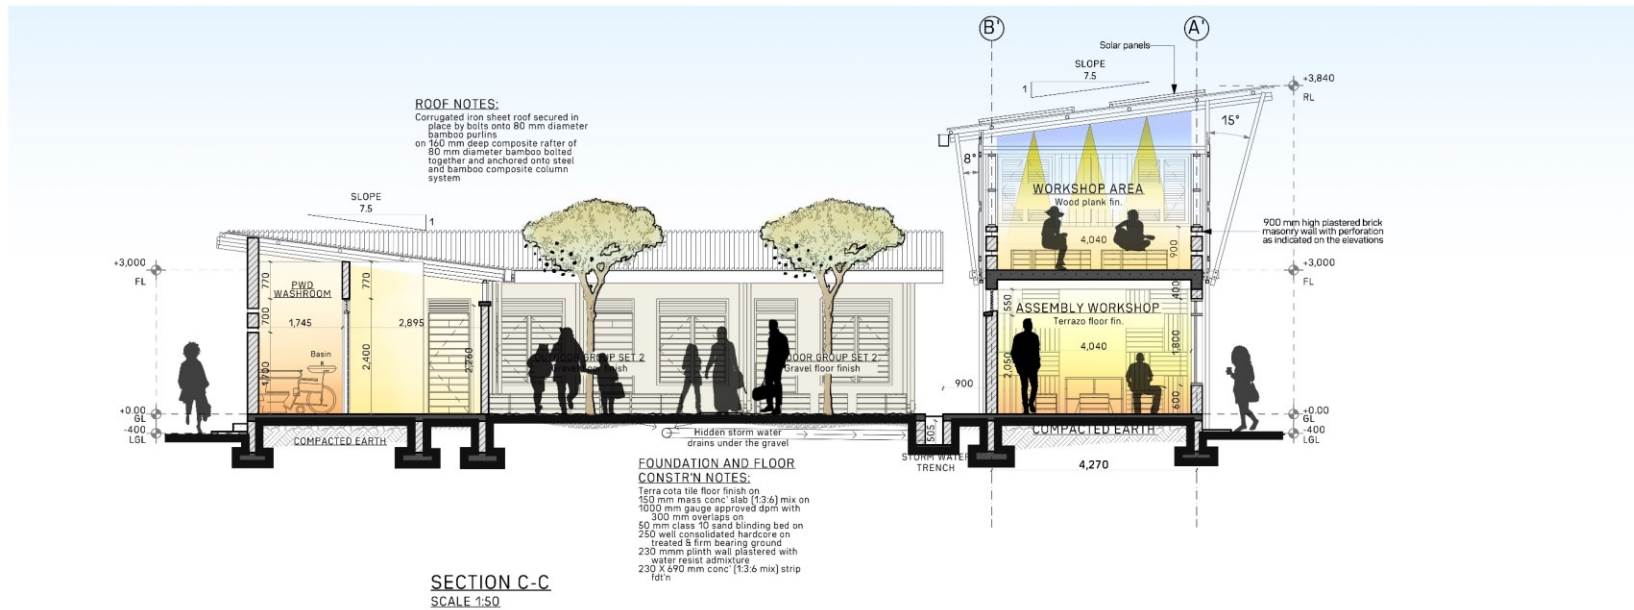 B'
A'
Solar panels
SLOPE
7.5
1
+3,840
RL
ROOF NOTES:
Corrugated iron sheet roof secured in
place by bolts onto 80 mm diameter
bamboo purlins
on 160 mm deep composite rafter of
80 mm diameter bamboo bolted
together and anchored onto steel
and bamboo composite column
system
15°
8°
WORKSHOP AREA
Wood plank fin.
SLOPE
7.5
1
900 mm high plastered brick
masonry wall with perforation
as indicated on the elevations
4,040
900
+3,000
FL
+3,000
FL
770
PWD
WASHROOM
770
400
550
ASSEMBLY WORKSHOP
Terrazo floor fin.
700
1,745
2,895
4,040
1,800
Basin
2,400
2,260
OUTDOOR GROUP SET 2
Gravel floor finish
DOOR GROUP SET 2
Gravel floor finish
2,050
1,700
900
600
+0.00
GL
-400
LGL
+0.00
GL
-400
LGL
COMPACTED EARTH
Hidden storm water
drains under the gravel
505
COMPACTED EARTH
STORM WATER
TRENCH
4,270
FOUNDATION AND FLOOR
CONSTR'N NOTES:
Terra cota tile floor finish on
150 mm mass conc' slab (1:3:6) mix on
1000 mm gauge approved dpm with
300 mm overlaps on
50 mm class 10 sand blinding bed on
250 well consolidated hardcore on
treated & firm bearing ground
230 mmm plinth wall plastered with
water resist admixture
230 X 690 mm conc' (1:3:6 mix) strip
fdt'n
SECTION C-C
SCALE 1:50